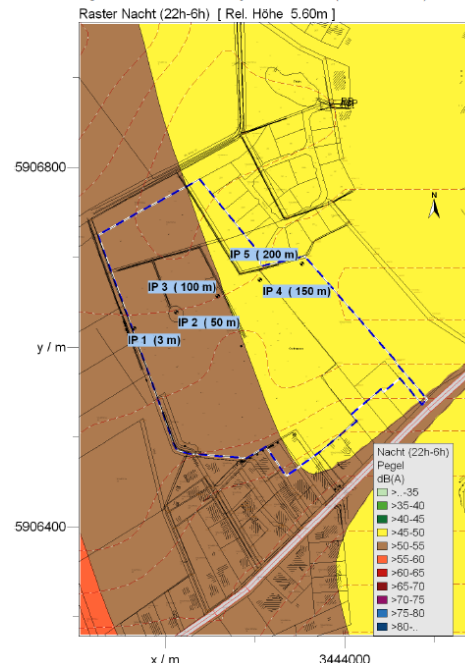 Raster Nacht (22h-6h) [ Rel. Höhe 5.60m ]
5906800
N
IP 5 ( 200 m)
IP 3 ( 100 m)
IP 4 ( 150 m)
IP 2 ( 50 m)
IP 1 (3 m)
y / m
5906400
Nacht (22h-6h)
Pegel
dB(A)
>..-35
>35-40
>40-45
>45-50
>50-55
>55-60
>60-65
>65-70
>70-75
>75-80
>80-..
x / m
3444000